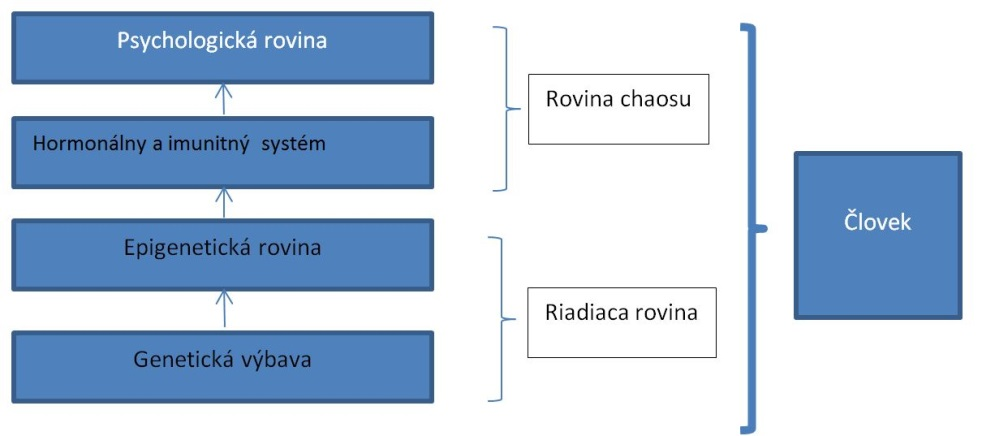 Psychologická rovina
Hormonálny a imunitný systém
Epigenetická rovina
Genetická výbava
Rovina chaosu
Riadiaca rovina
Človek